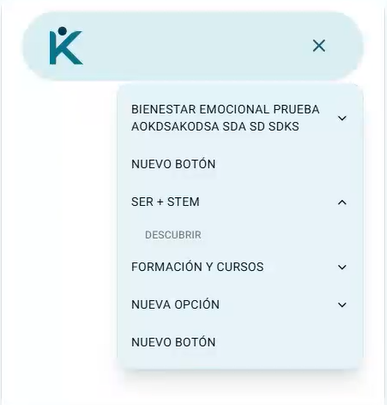 K
BIENESTAR EMOCIONAL PRUEBA
AOKDSAKODSA SDA SD SDKS
NUEVO BOTÓN
SER + STEM
DESCUBRIR
FORMACIÓN Y CURSOS
NUEVA OPCIÓN
NUEVO BOTÓN